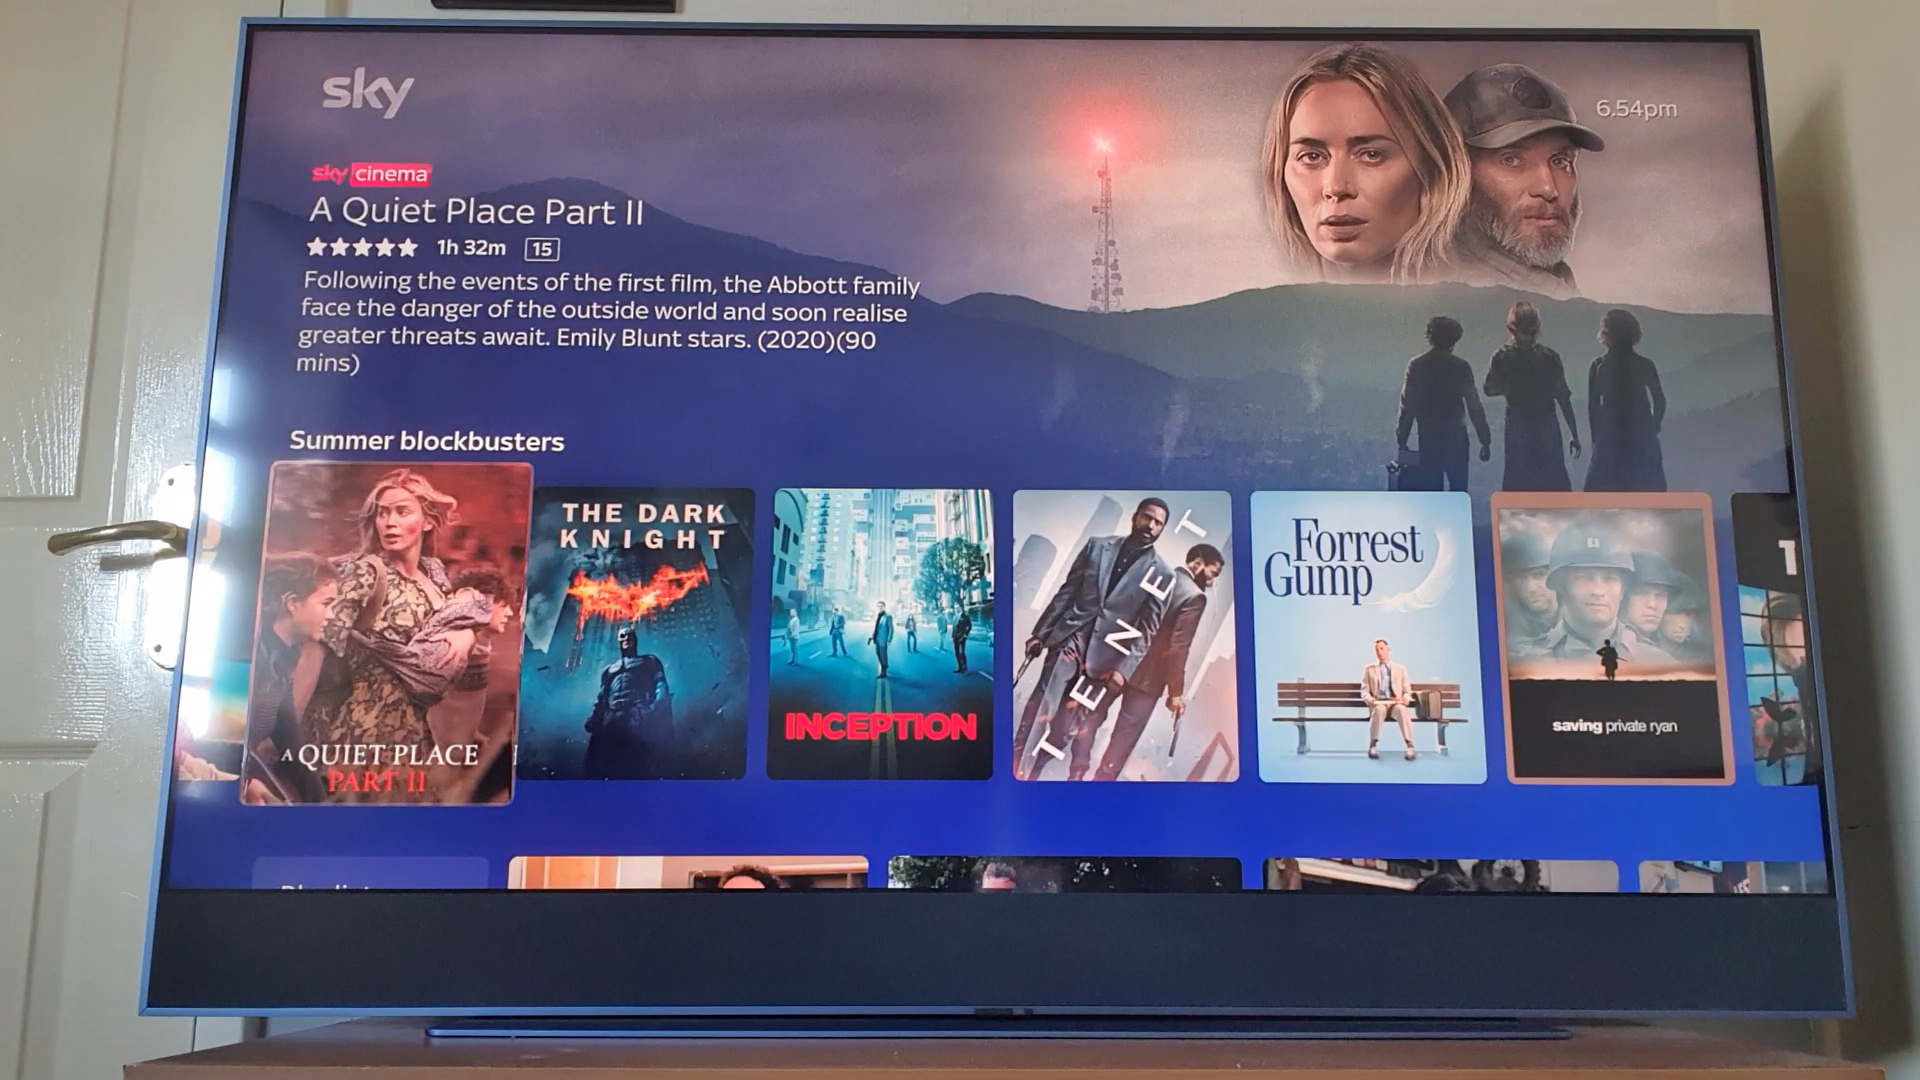 sky
6.54pm
sky cinema
A Quiet Place Part II
1h 32m 15
Following the events of the first film, the Abbott family
face the danger of the outside world and soon realise
greater threats await. Emily Blunt stars. (2020)(90
mins)
Summer blockbusters
A QUIET PLACE
PART II
THE DARK
KNIGHT
INCEPTION
TENET
Forrest
Gump
saving private ryan